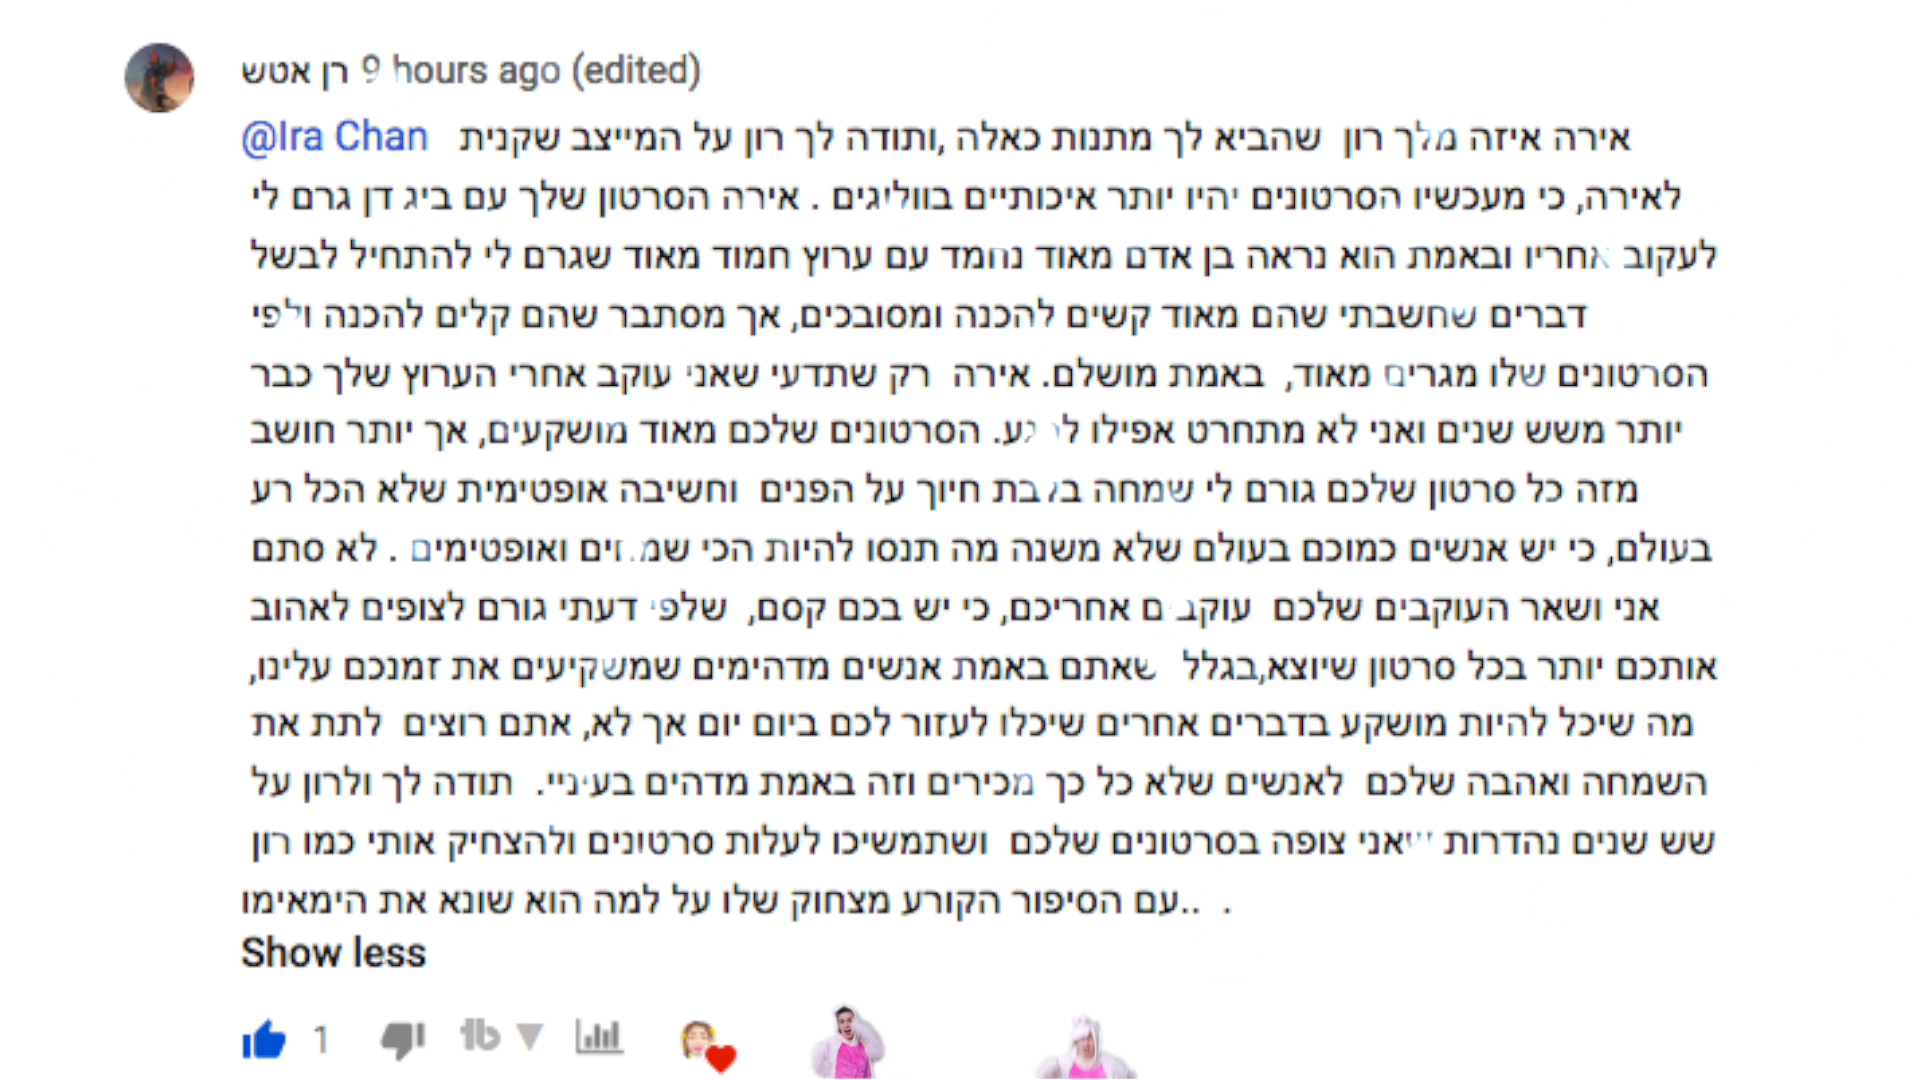 רן אטש 9 hours ago (edited)
@Ira Chan אירה איזה מלך רון שהביא לך מתנות כאלה ,ותודה לך רון על המייצב שקנית
לאירה, כי מעכשיו הסרטונים יהיו יותר איכותיים בוולוגים . אירה הסרטון שלך עם ביג דן גרם לי
לעקוב אחריו ובאמת הוא נראה בן אדם מאוד נחמד עם ערוץ חמוד מאוד שגרם לי להתחיל לבשל
דברים שחשבתי שהם מאוד קשים להכנה ומסובכים, אך מסתבר שהם קלים להכנה ולפי
הסרטונים שלו מגרים מאוד, באמת מושלם. אירה רק שתדעי שאני עוקב אחרי הערוץ שלך כבר
יותר משש שנים ואני לא מתחרט אפילו לרגע. הסרטונים שלכם מאוד מושקעים, אך יותר חושב
מזה כל סרטון שלכם גורם לי שמחה בלבת חיוך על הפנים וחשיבה אופטימית שלא הכל רע
בעולם, כי יש אנשים כמוכם בעולם שלא משנה מה תנסו להיות הכי שמחים ואופטימים . לא סתם
אני ושאר העוקבים שלכם עוקבים אחריכם, כי יש בכם קסם, שלפי דעתי גורם לצופים לאהוב
אותכם יותר בכל סרטון שיוצא,בגלל שאתם באמת אנשים מדהימים שמשקיעים את זמנכם עלינו,
מה שיכל להיות מושקע בדברים אחרים שיכלו לעזור לכם ביום יום אך לא, אתם רוצים לתת את
השמחה ואהבה שלכם לאנשים שלא כל כך מכירים וזה באמת מדהים בעיניי. תודה לך ולרון על
שש שנים נהדרות שאני צופה בסרטונים שלכם ושתמשיכו לעלות סרטונים ולהצחיק אותי כמו רון
עם הסיפור הקורע מצחוק שלו על למה הוא שונא את הימאימו.. .
Show less
1